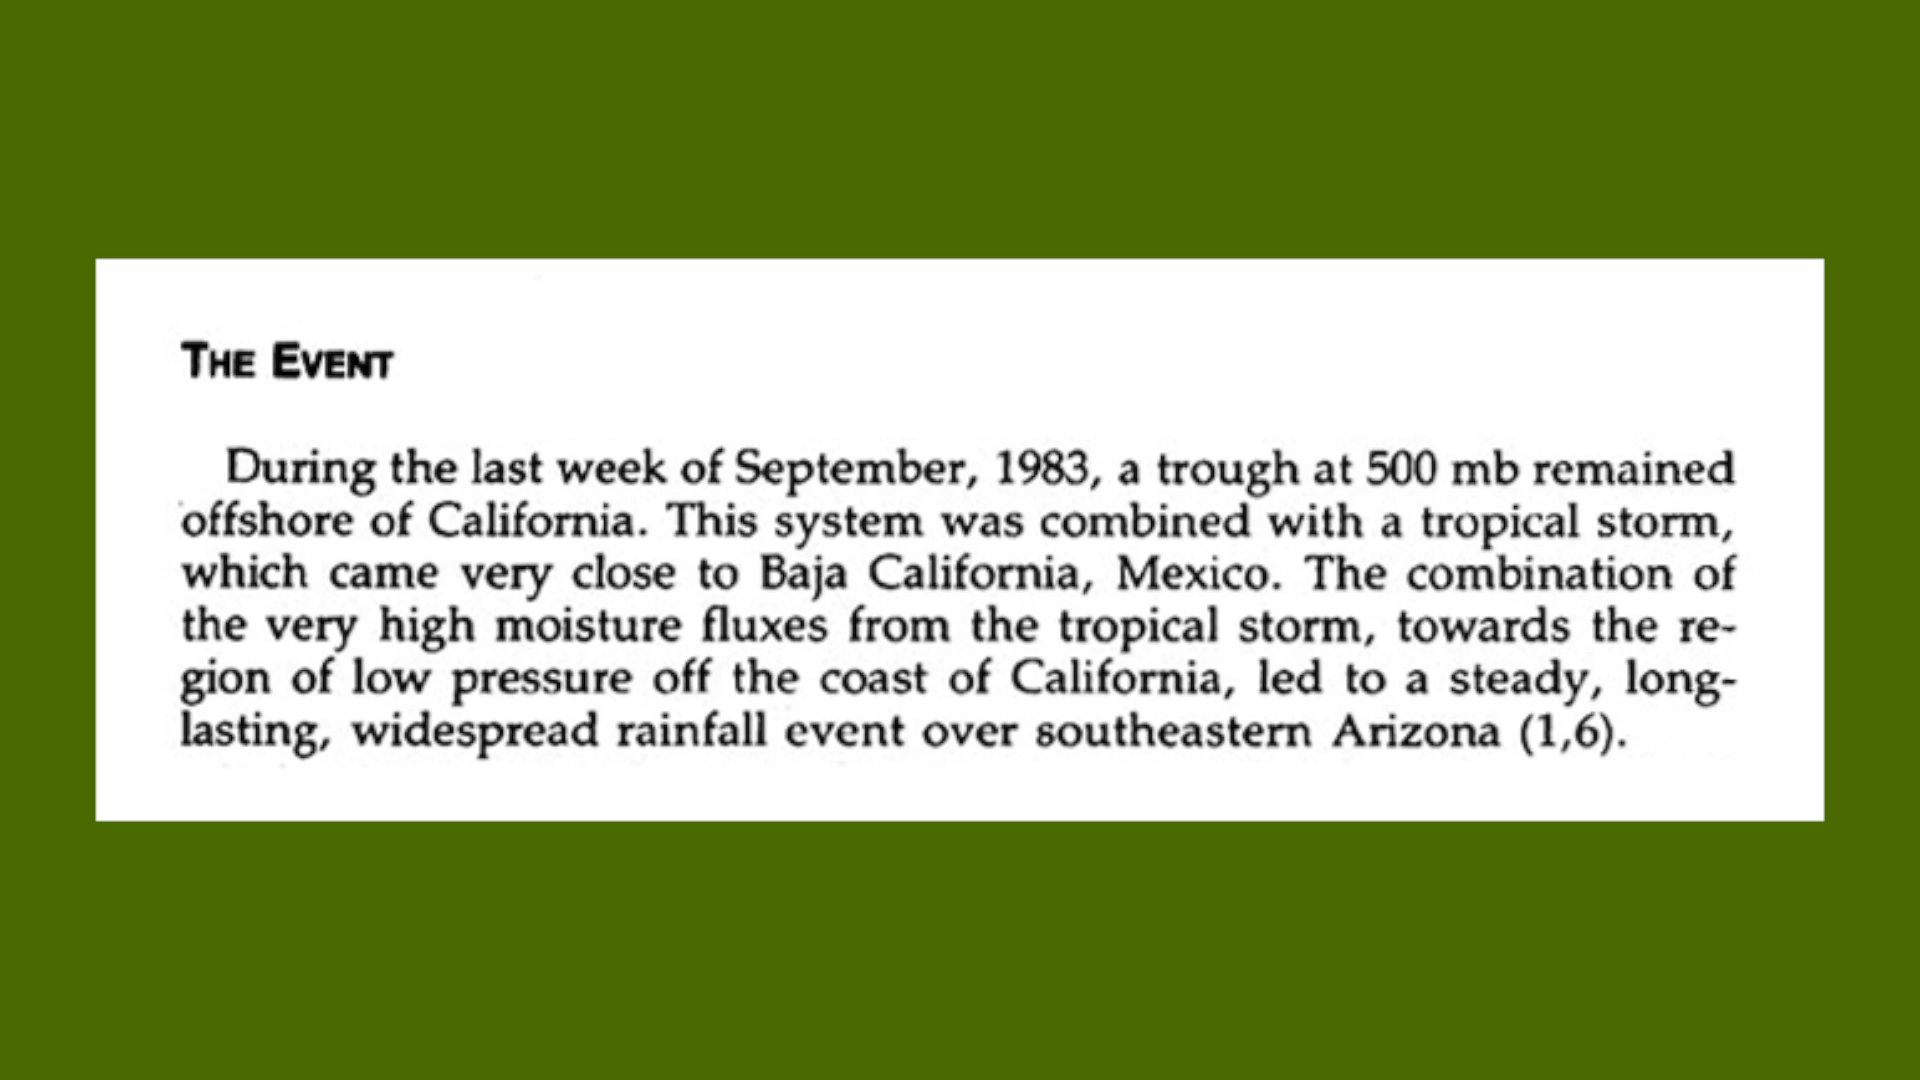 THE EVENT
During the last week of September, 1983, a trough at 500 mb remained
offshore of California. This system was combined with a tropical storm,
which came very close to Baja California, Mexico. The combination of
the very high moisture fluxes from the tropical storm, towards the re-
gion of low pressure off the coast of California, led to a steady, long-
lasting, widespread rainfall event over southeastern Arizona (1,6).